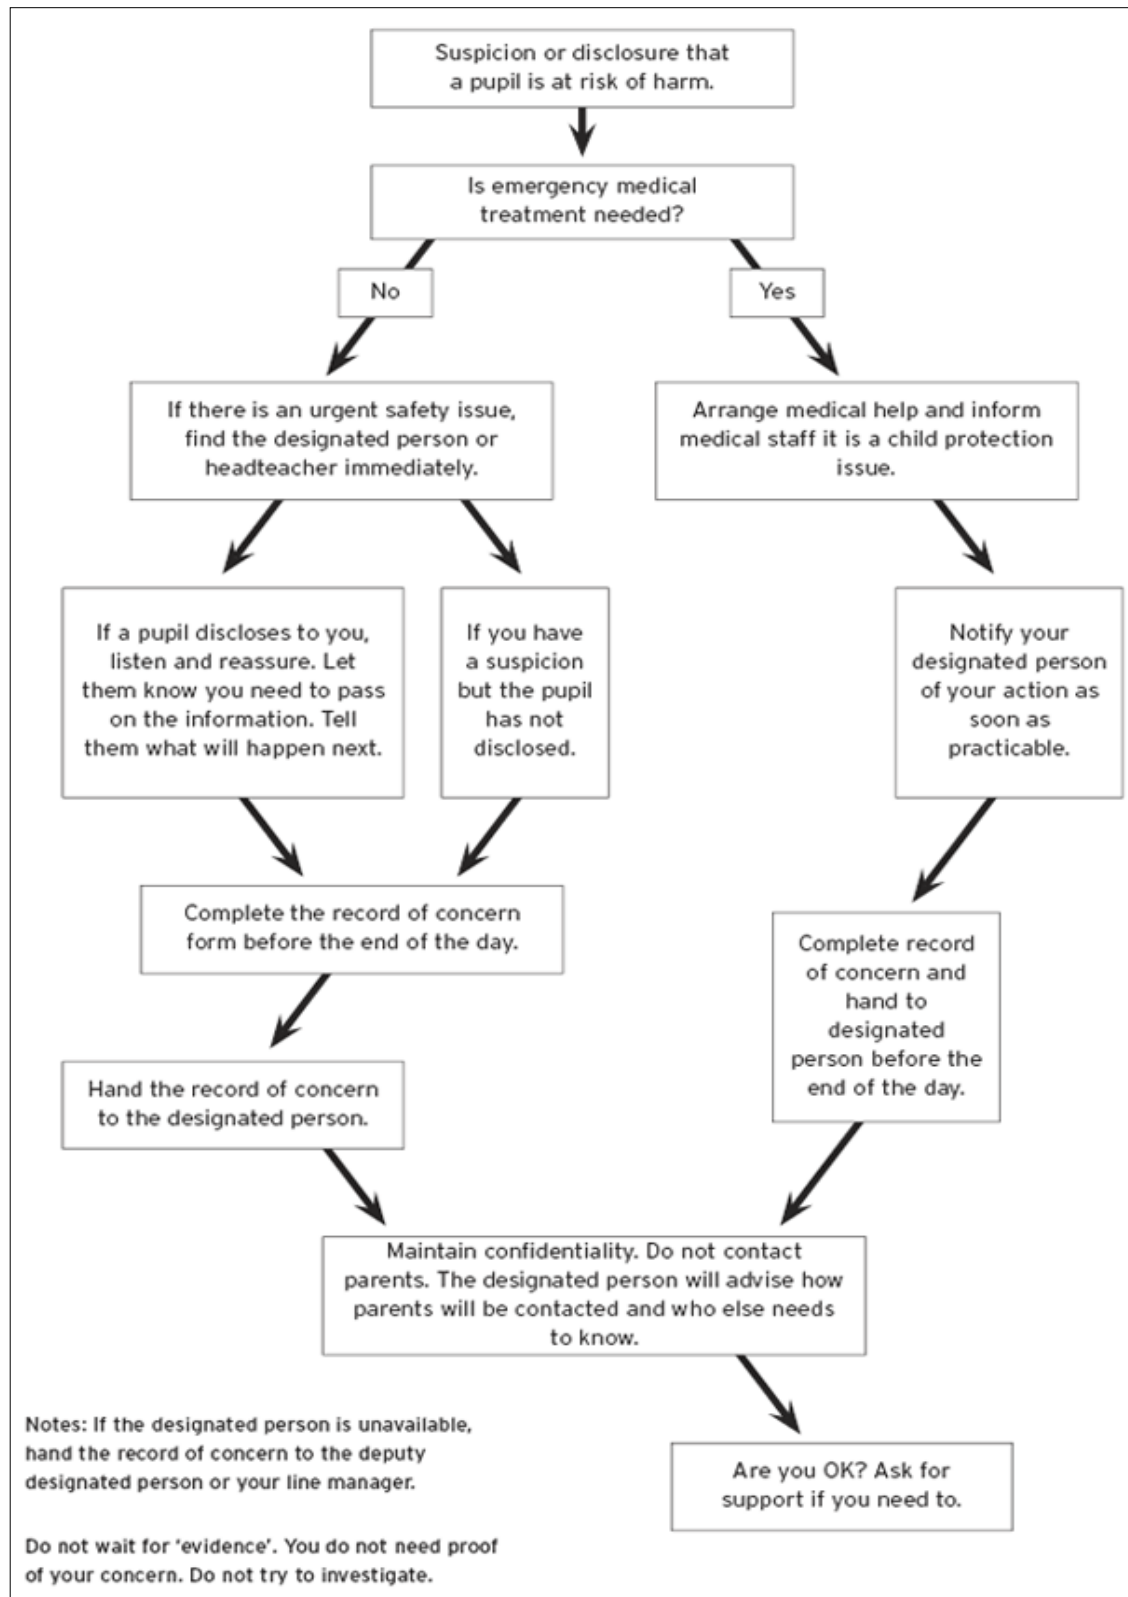 Suspicion or disclosure that
a pupil is at risk of harm.
Is emergency medical
treatment needed?
No
Yes
If there is an urgent safety issue,
find the designated person or
headteacher immediately.
Arrange medical help and inform
medical staff it is a child protection
issue.
If a pupil discloses to you,
listen and reassure. Let
them know you need to pass
on the information. Tell
them what will happen next.
If you have
a suspicion
but the pupil
has not
disclosed.
Notify your
designated person
of your action as
soon as
practicable.
Complete the record of concern
form before the end of the day.
Complete record
of concern and
hand to
designated
person before the
end of the day.
Hand the record of concern
to the designated person.
Maintain confidentiality. Do not contact
parents. The designated person will advise how
parents will be contacted and who else needs
to know.
Notes: If the designated person is unavailable,
hand the record of concern to the deputy
designated person or your line manager.
Are you OK? Ask for
support if you need to.
Do not wait for ‘evidence’. You do not need proof
of your concern. Do not try to investigate.